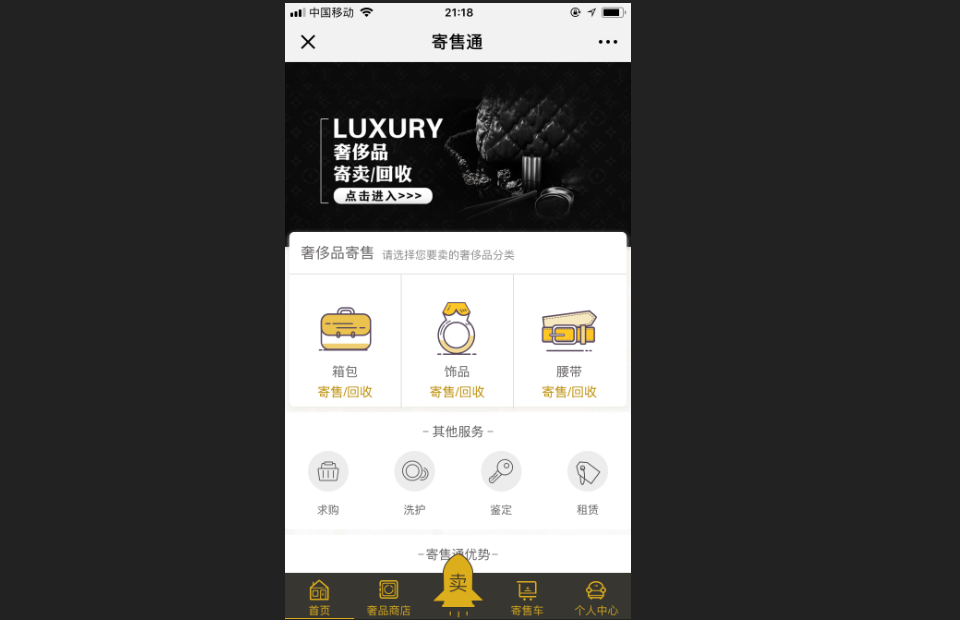 中国移动
21:18
寄售通
LUXURY
奢侈品
寄卖/回收
点击进入>>>
奢侈品寄售 请选择您要卖的奢侈品分类
箱包 饰品 腰带
寄售/回收 寄售/回收 寄售/回收
- 其他服务 -
求购 洗护 鉴定 租赁
-寄售通优势-
卖
首页 奢品商店 寄售车 个人中心